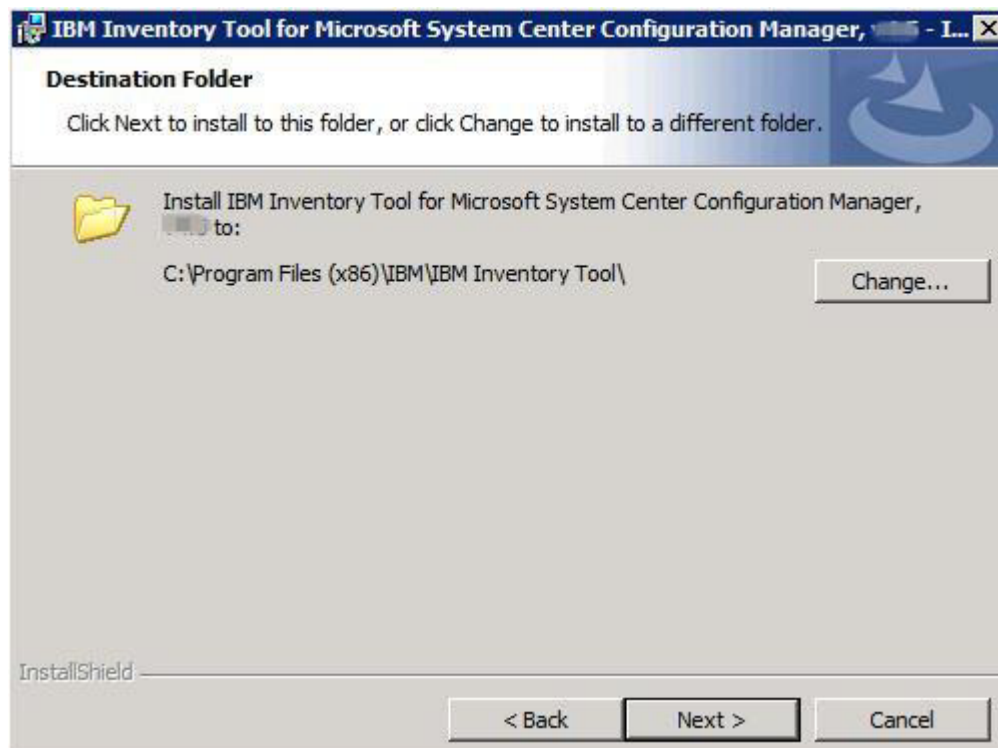 IBM Inventory Tool for Microsoft System Center Configuration Manager, - I...
Destination Folder
Click Next to install to this folder, or click Change to install to a different folder.
Install IBM Inventory Tool for Microsoft System Center Configuration Manager,
to:
C:\Program Files (x86)\IBM\IBM Inventory Tool\
Change...
InstallShield
< Back
Next >
Cancel